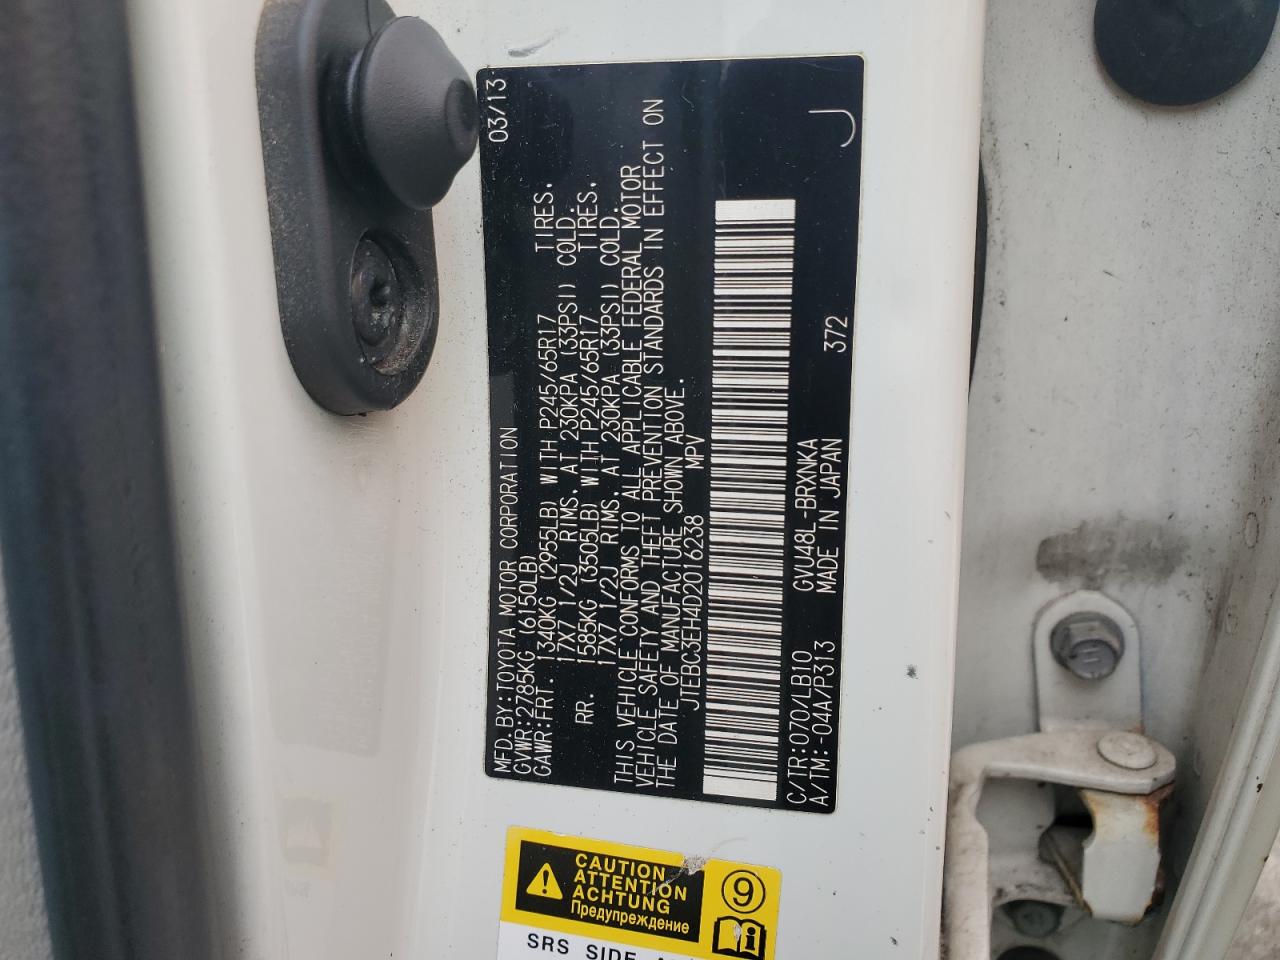 MFD.BY:TOYOTA MOTOR CORPORATION 03/13
GVWR:2785KG (6150LB)
GAWR:FRT. 1340KG (2955LB) WITH P245/65R17 TIRES.
17X7 1/2J RIMS. AT 230KPA (33PSI) COLD.
RR. 1585KG (3505LB) WITH P245/65R17 TIRES.
17X7 1/2J RIMS. AT 230KPA (33PSI) COLD.
THIS VEHICLE CONFORMS TO ALL APPLICABLE FEDERAL MOTOR
VEHICLE SAFETY AND THEFT PREVENTION STANDARDS IN EFFECT ON
THE DATE OF MANUFACTURE SHOWN ABOVE.
JTEBC3EH4D2016238 MPV
C/TR:070/LB10 GVU48L-BRXNKA
A/TM:-04A/P313 MADE IN JAPAN 372 J
CAUTION
ATTENTION
ACHTUNG
Предупреждение
9
i
SRS SIDE